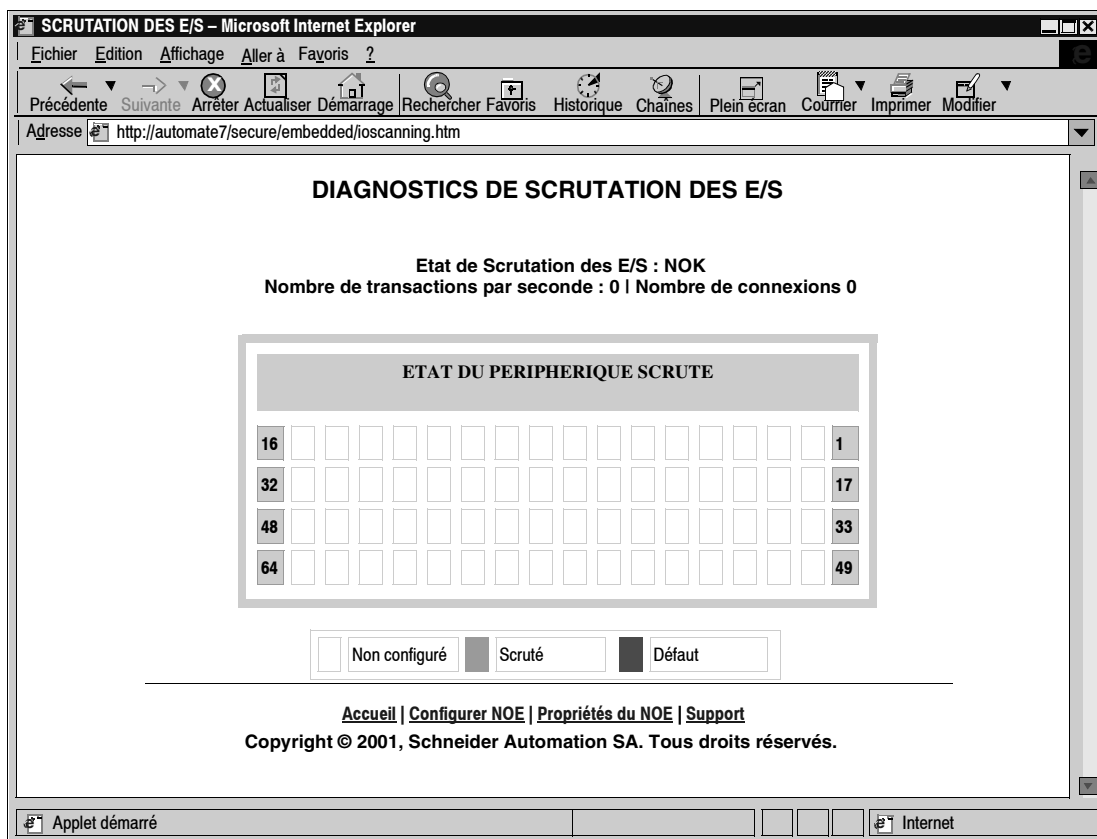 SCRUTATION DES E/S – Microsoft Internet Explorer
Fichier Edition Affichage Aller à Favoris ?
Précédente Suivante Arrêter Actualiser Démarrage Rechercher Favoris Historique Chaînes Plein écran Courrier Imprimer Modifier
Adresse http://automate7/secure/embedded/ioscanning.htm
DIAGNOSTICS DE SCRUTATION DES E/S
Etat de Scrutation des E/S : NOK
Nombre de transactions par seconde : 0 | Nombre de connexions 0
ETAT DU PERIPHERIQUE SCRUTE
16 1
32 17
48 33
64 49
Non configuré Scruté Défaut
Accueil | Configurer NOE | Propriétés du NOE | Support
Copyright © 2001, Schneider Automation SA. Tous droits réservés.
Applet démarré Internet